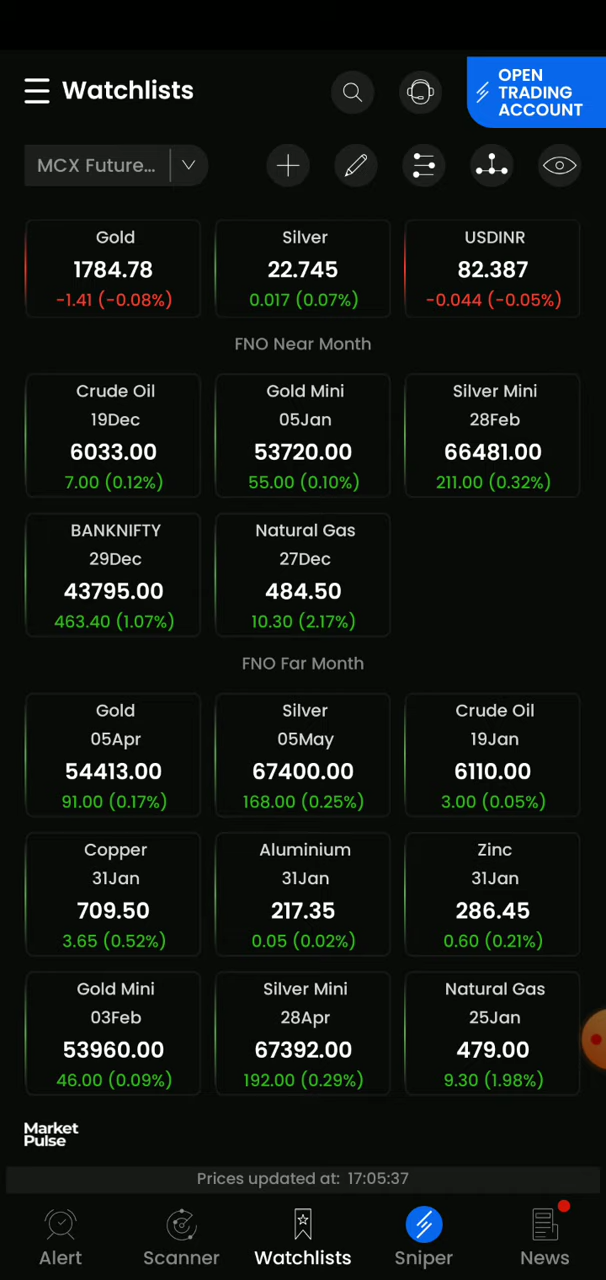 Watchlists
OPEN
TRADING
ACCOUNT
MCX Future...
Gold Silver USDINR
1784.78 22.745 82.387
-1.41 (-0.08%) 0.017 (0.07%) -0.044 (-0.05%)
FNO Near Month
Crude Oil Gold Mini Silver Mini
19Dec 05Jan 28Feb
6033.00 53720.00 66481.00
7.00 (0.12%) 55.00 (0.10%) 211.00 (0.32%)
BANKNIFTY Natural Gas
29Dec 27Dec
43795.00 484.50
463.40 (1.07%) 10.30 (2.17%)
FNO Far Month
Gold Silver Crude Oil
05Apr 05May 19Jan
54413.00 67400.00 6110.00
91.00 (0.17%) 168.00 (0.25%) 3.00 (0.05%)
Copper Aluminium Zinc
31Jan 31Jan 31Jan
709.50 217.35 286.45
3.65 (0.52%) 0.05 (0.02%) 0.60 (0.21%)
Gold Mini Silver Mini Natural Gas
03Feb 28Apr 25Jan
53960.00 67392.00 479.00
46.00 (0.09%) 192.00 (0.29%) 9.30 (1.98%)
Market
Pulse
Prices updated at: 17:05:37
Alert Scanner Watchlists Sniper News